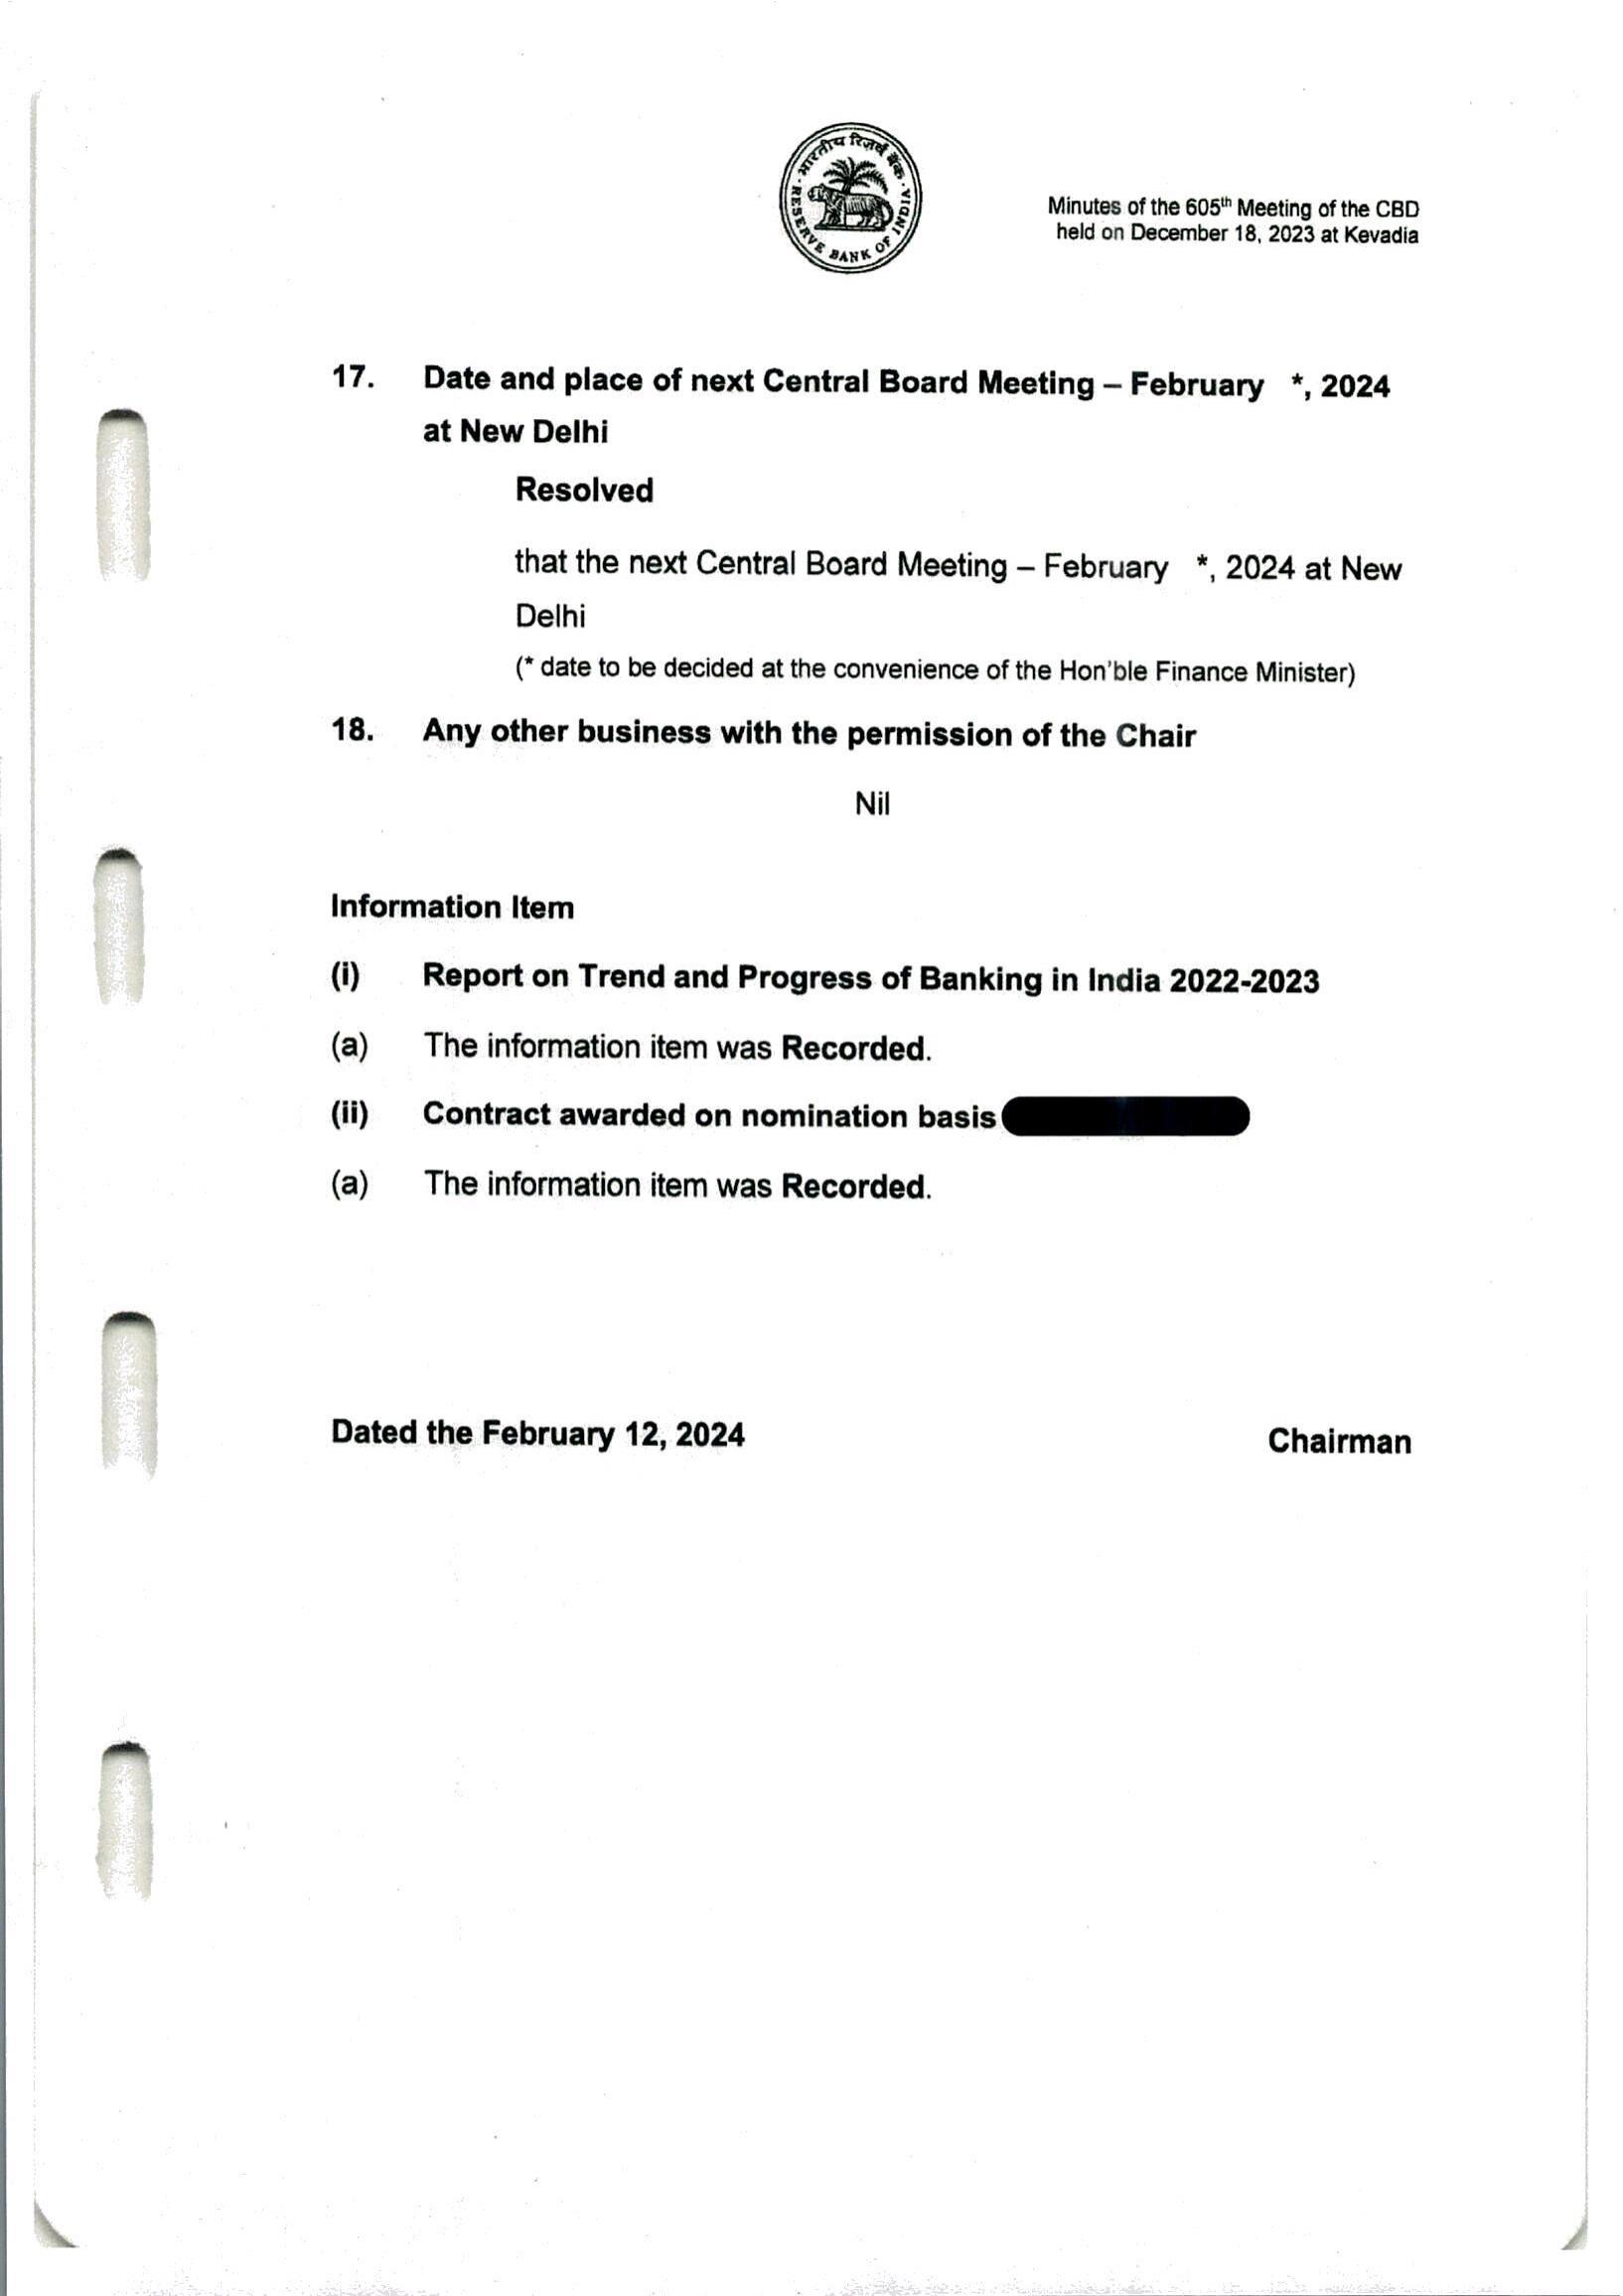 भारतीय रिज़र्व बैंक
RESERVE BANK OF INDIA
Minutes of the 605th Meeting of the CBD
held on December 18, 2023 at Kevadia
17. Date and place of next Central Board Meeting – February *, 2024
at New Delhi
Resolved
that the next Central Board Meeting – February *, 2024 at New
Delhi
(* date to be decided at the convenience of the Hon'ble Finance Minister)
18. Any other business with the permission of the Chair
Nil
Information Item
(i) Report on Trend and Progress of Banking in India 2022-2023
(a) The information item was Recorded.
(ii) Contract awarded on nomination basis
(a) The information item was Recorded.
Dated the February 12, 2024 Chairman